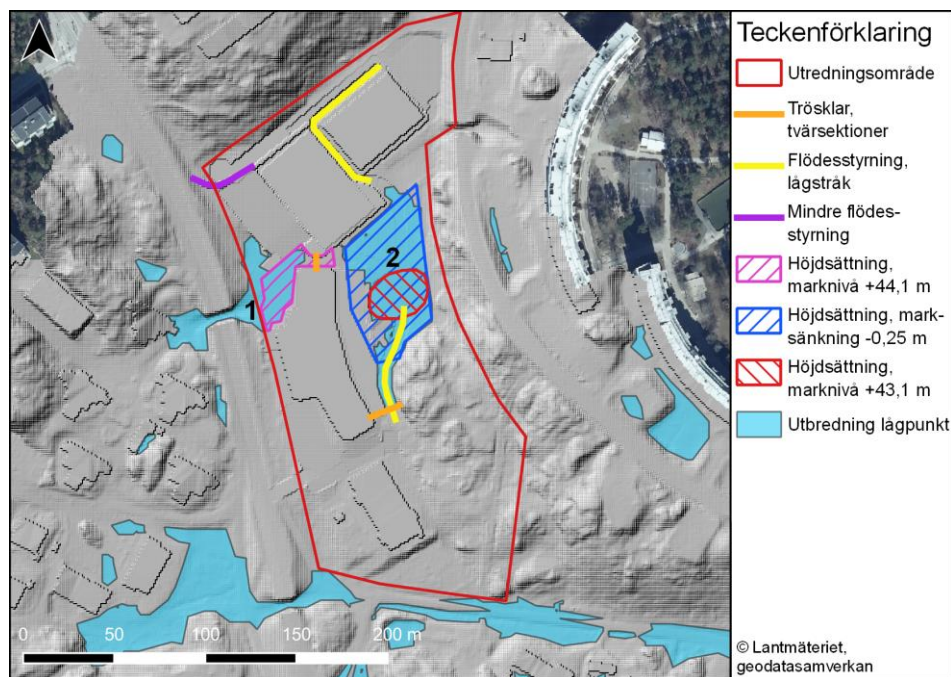 Teckenförklaring
Utredningsområde
Trösklar,
tvärsektioner
Flödesstyrning,
lågstråk
Mindre flödes-
styrning
Höjdsättning,
marknivå +44,1 m
Höjdsättning, mark-
sänkning -0,25 m
Höjdsättning,
marknivå +43,1 m
Utbredning lågpunkt
2
1
0 50 100 150 200 m
© Lantmäteriet,
geodatasamverkan